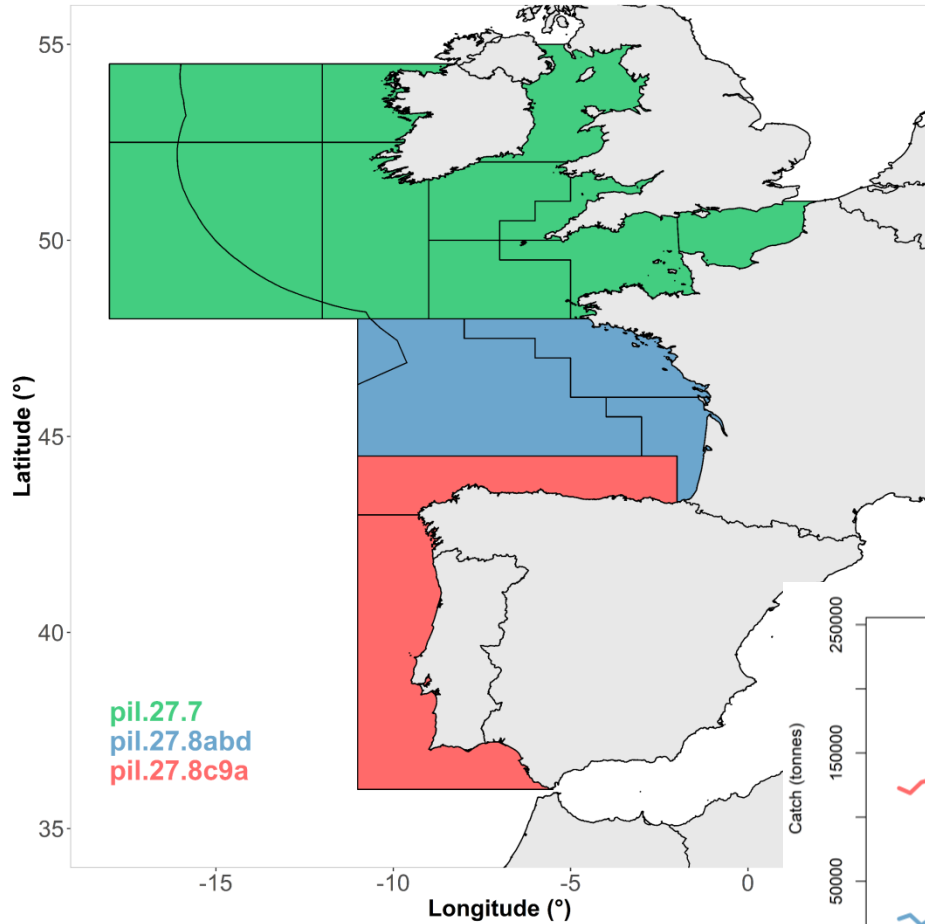 55
50
45
40
35
Latitude (°)
pil.27.7
pil.27.8abd
pil.27.8c9a
-15
-10
-5
0
Longitude (°)
250000
150000
50000
Catch (tonnes)